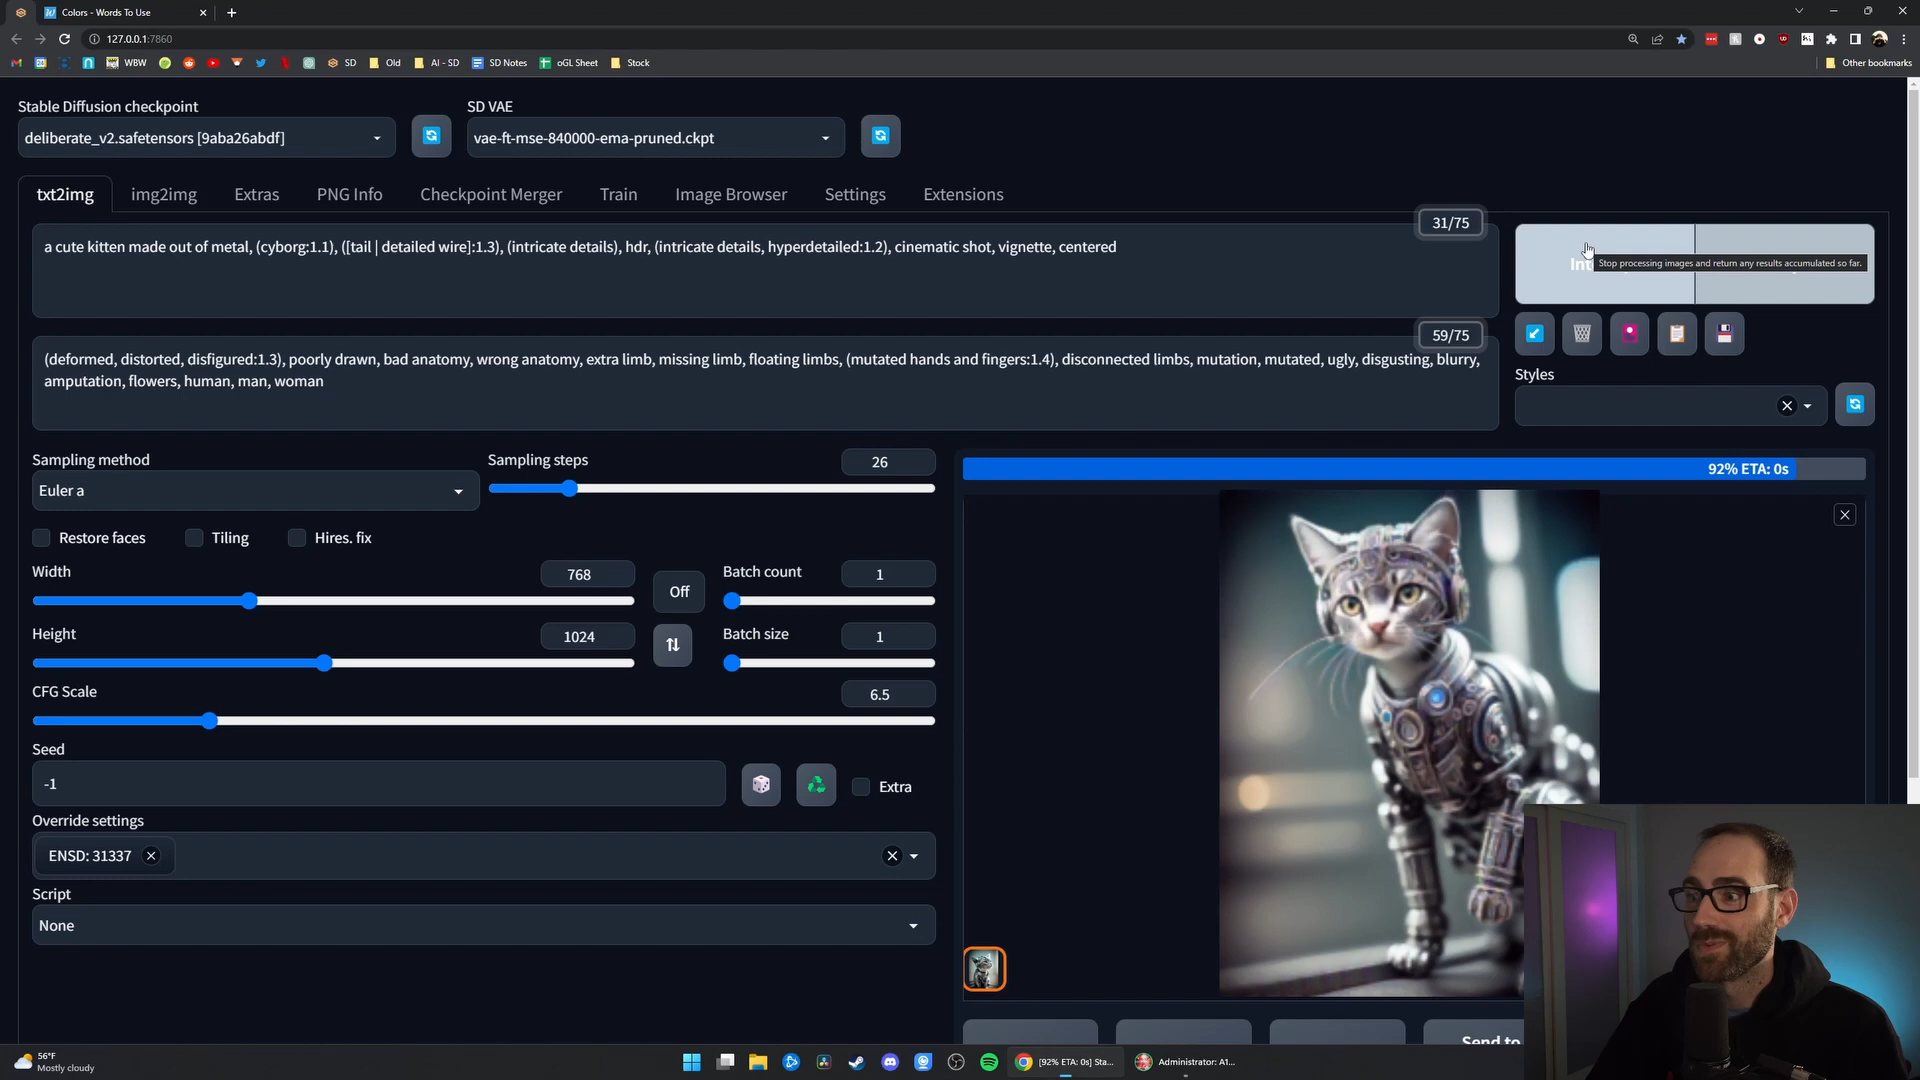 Colors - Words To Use
127.0.0.1:7860
WBW
SD
Old
AI - SD
SD Notes
oGL Sheet
Stock
Other bookmarks
Stable Diffusion checkpoint
SD VAE
deliberate_v2.safetensors [9aba26abdf]
vae-ft-mse-840000-ema-pruned.ckpt
txt2img
img2img
Extras
PNG Info
Checkpoint Merger
Train
Image Browser
Settings
Extensions
31/75
a cute kitten made out of metal, (cyborg:1.1), ([tail | detailed wire]:1.3), (intricate details), hdr, (intricate details, hyperdetailed:1.2), cinematic shot, vignette, centered
Stop processing images and return any results accumulated so far.
59/75
(deformed, distorted, disfigured:1.3), poorly drawn, bad anatomy, wrong anatomy, extra limb, missing limb, floating limbs, (mutated hands and fingers:1.4), disconnected limbs, mutation, mutated, ugly, disgusting, blurry,
amputation, flowers, human, man, woman
Styles
Sampling method
Sampling steps
26
Euler a
92% ETA: 0s
Restore faces
Tiling
Hires. fix
Width
768
Off
Batch count
1
Height
1024
Batch size
1
CFG Scale
6.5
Seed
-1
Extra
Override settings
ENSD: 31337
Script
None
Send to
56°F
Mostly cloudy
[92% ETA: 0s] Sta...
Administrator: A1...